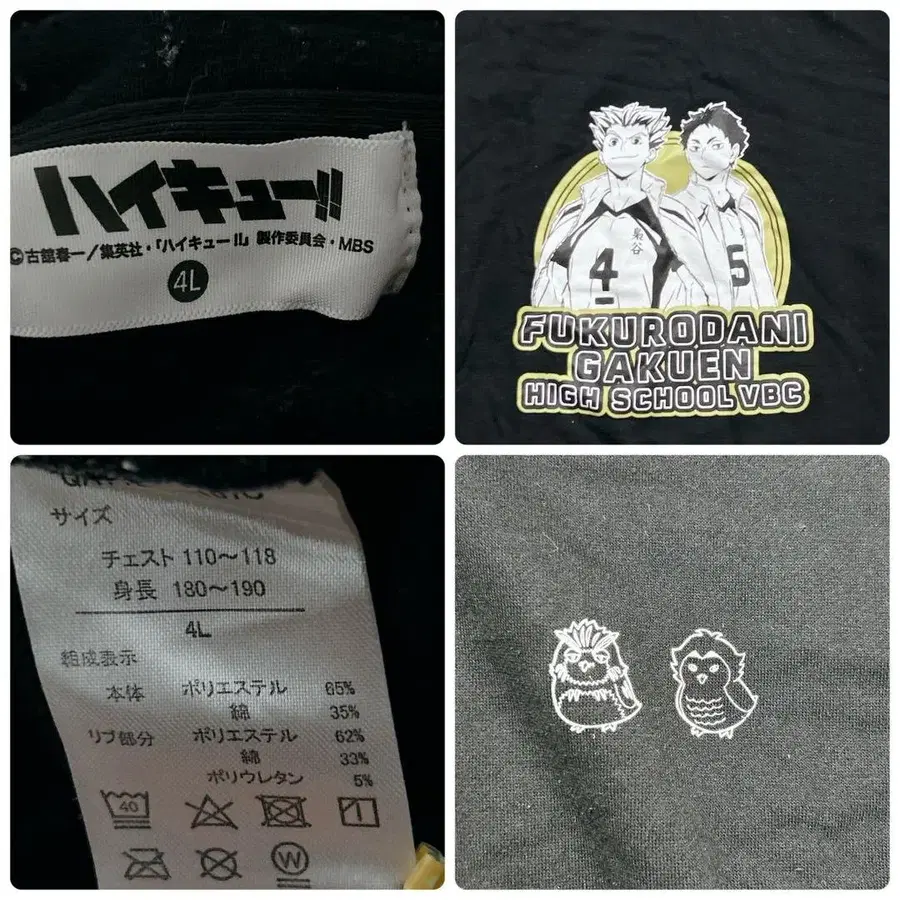 ハイキュー!!
©古舘春一／集英社・「ハイキュー!!」製作委員会・MBS
4L
梟谷
4
5
FUKURODANI
GAKUEN
HIGH SCHOOL VBC
サイズ
チェスト 110～118
身長 180～190
4L
組成表示
本体 ポリエステル 65%
綿 35%
リブ部分 ポリエステル 62%
綿 33%
ポリウレタン 5%
40
W